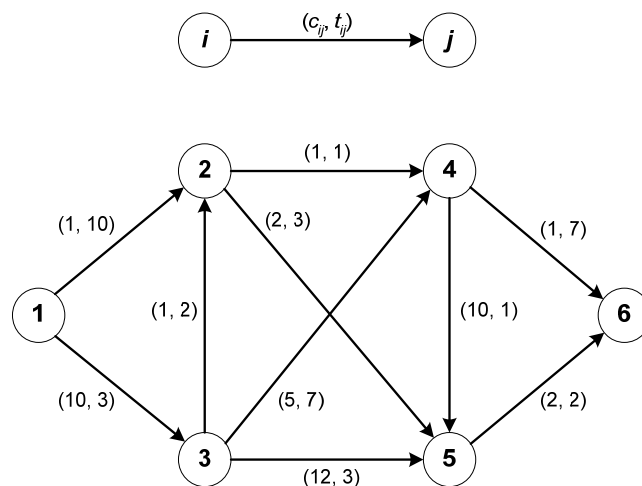 (c_ij, t_ij)
i j
(1, 1)
2 4
(1, 10) (2, 3) (1, 7)
1 (1, 2) (10, 1) 6
(10, 3) (5, 7) (2, 2)
3 5
(12, 3)